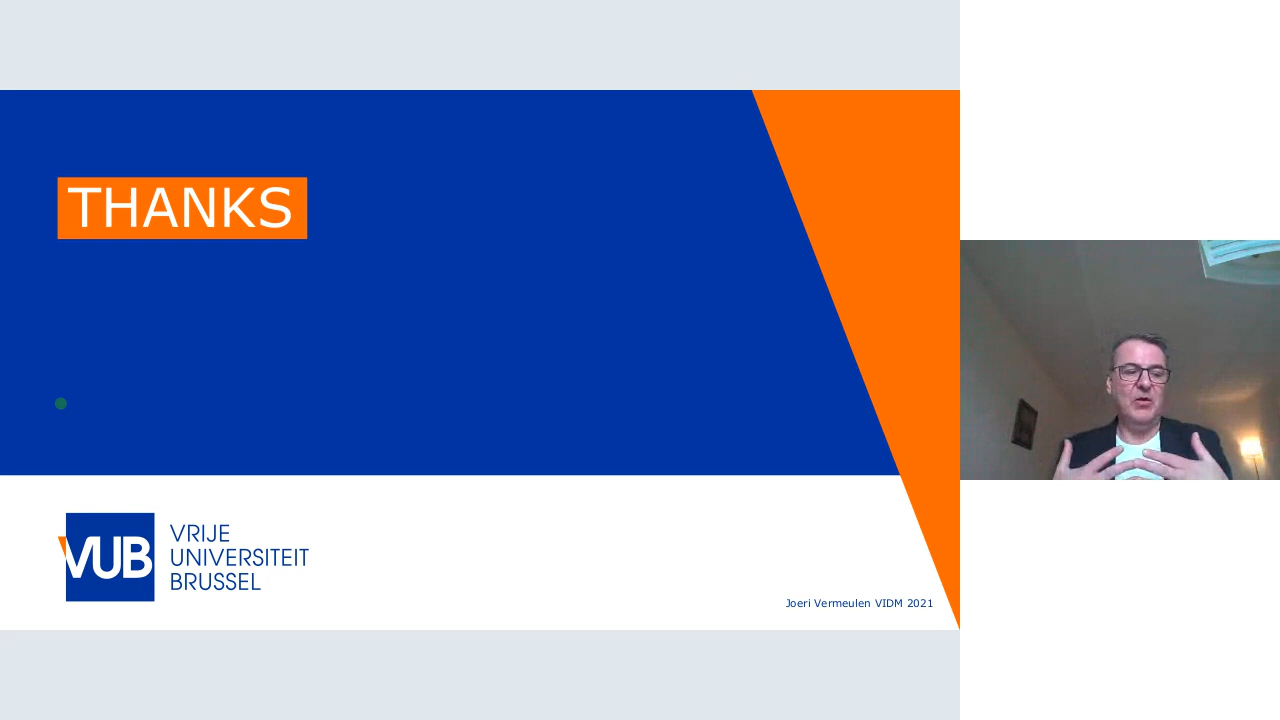 THANKS
VUB
VRIJE
UNIVERSITEIT
BRUSSEL
Joeri Vermeulen VIDM 2021